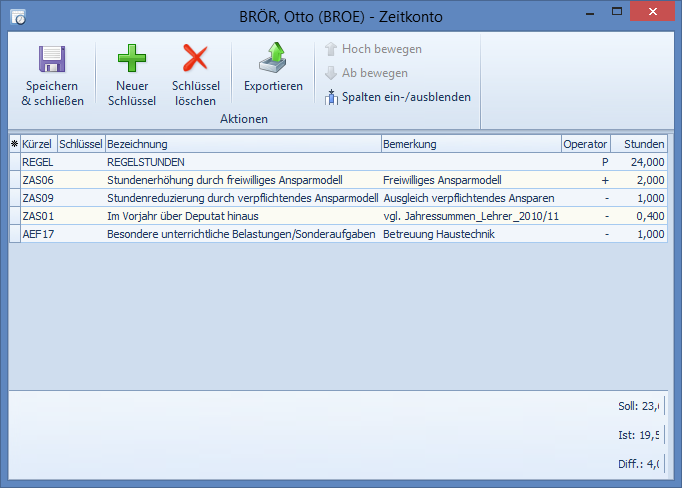 BRÖR, Otto (BROE) - Zeitkonto
Speichern
& schließen
Neuer
Schlüssel
Schlüssel
löschen
Exportieren
Hoch bewegen
Ab bewegen
Spalten ein-/ausblenden
Aktionen
Kürzel Schlüssel Bezeichnung Bemerkung Operator Stunden
REGEL REGELSTUNDEN P 24,000
ZAS06 Stundenerhöhung durch freiwilliges Ansparmodell Freiwilliges Ansparmodell + 2,000
ZAS09 Stundenreduzierung durch verpflichtendes Ansparmodell Ausgleich verpflichtendes Ansparen - 1,000
ZAS01 Im Vorjahr über Deputat hinaus vgl. Jahressummen_Lehrer_2010/11 - 0,400
AEF17 Besondere unterrichtliche Belastungen/Sonderaufgaben Betreuung Haustechnik - 1,000
Soll: 23,
Ist: 19,5
Diff.: 4,